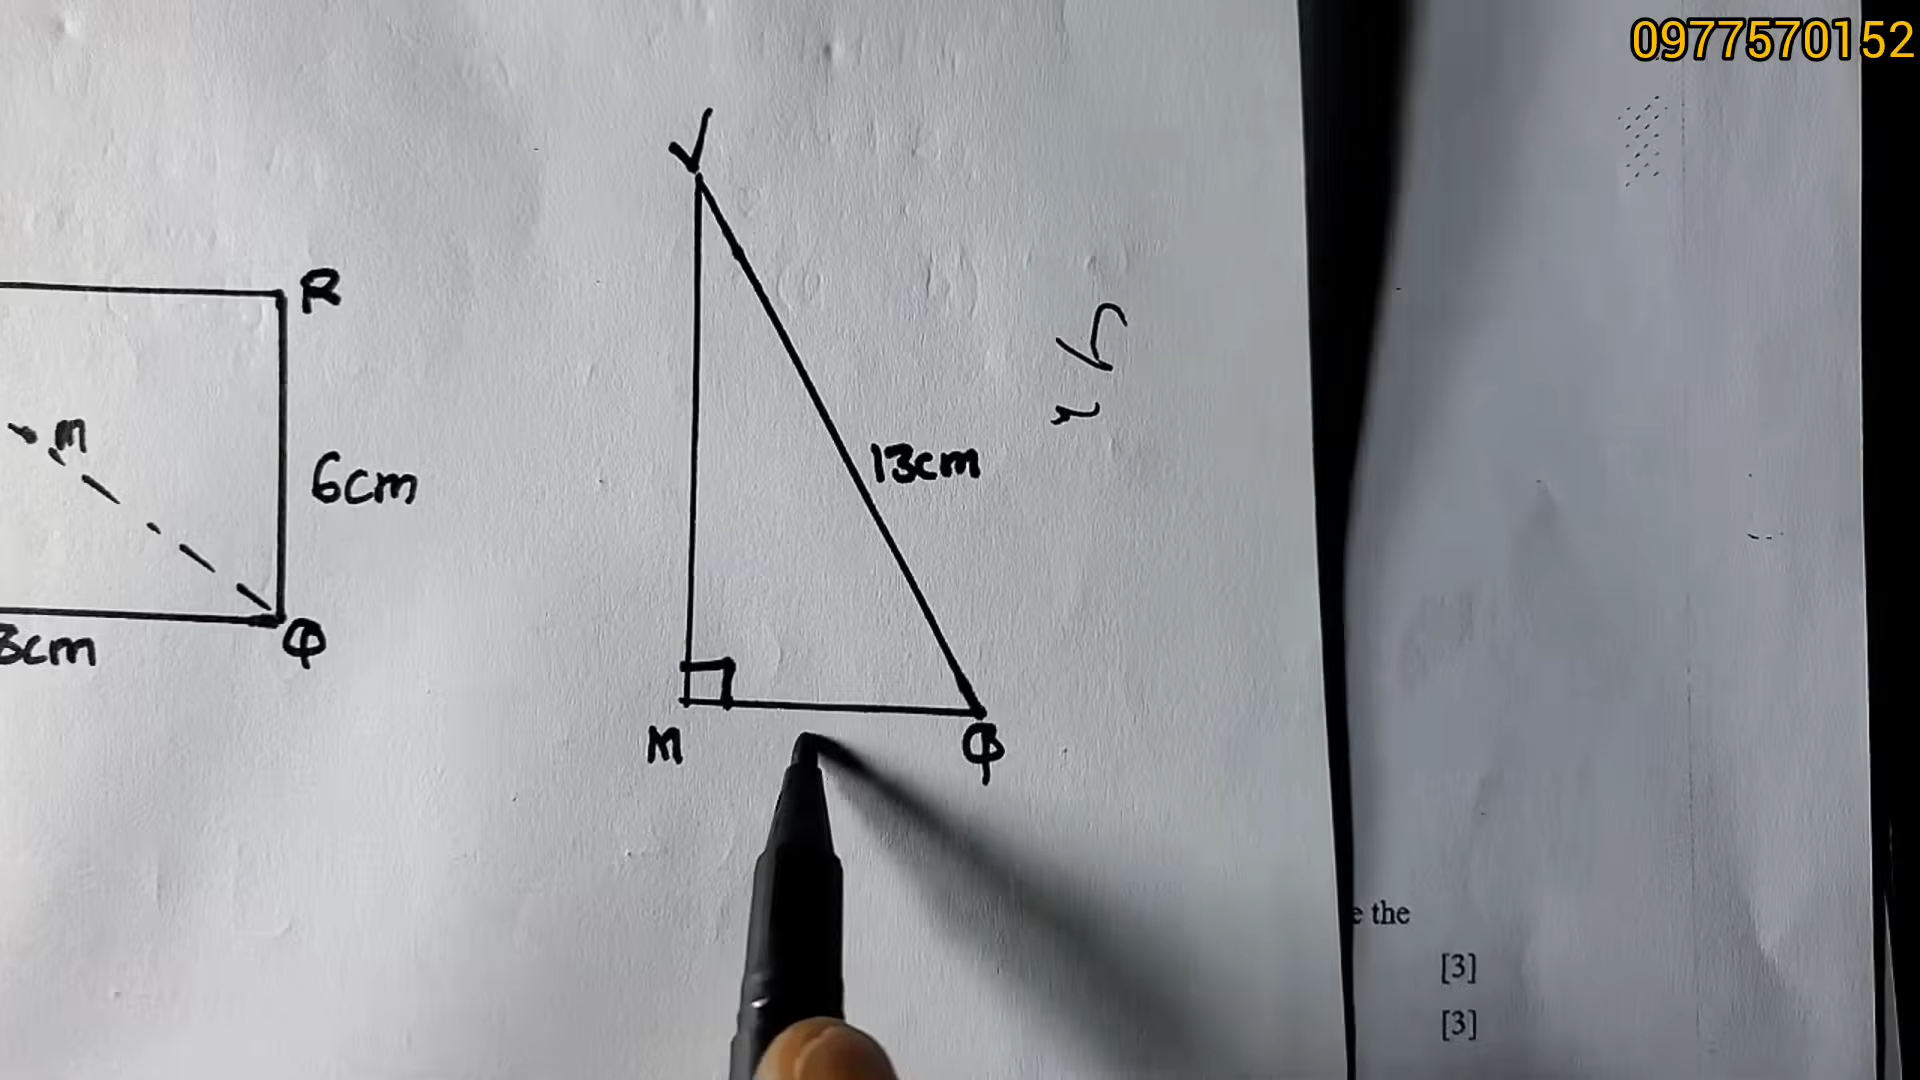 0977570152
V
R
M
6cm
13cm
3cm
Q
M
Q
e the
[3]
[3]